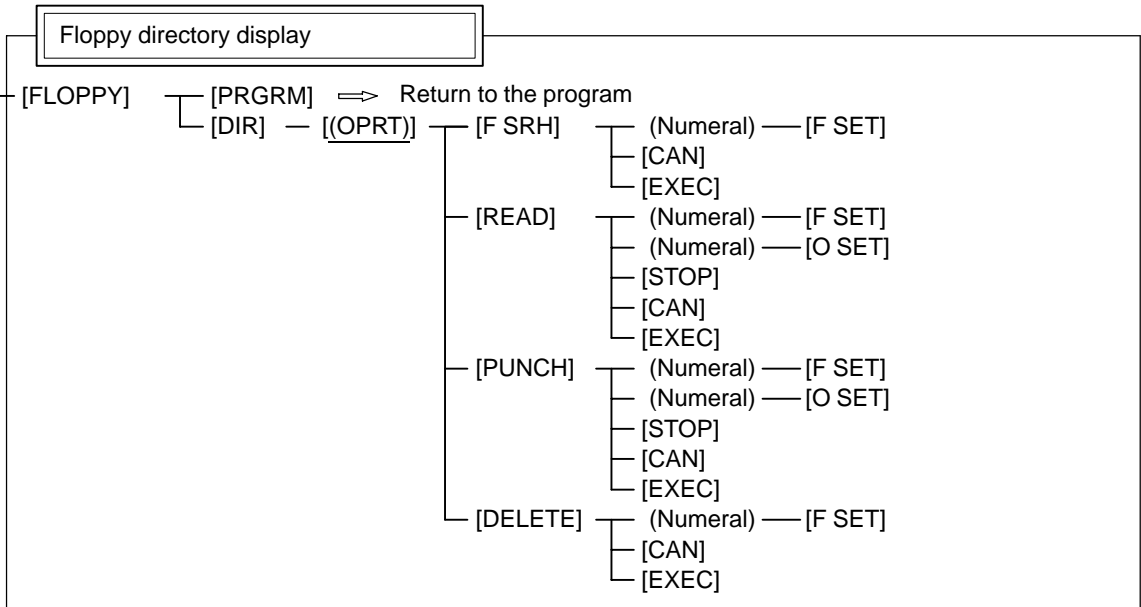 Floppy directory display
[FLOPPY] [PRGRM] ⇨ Return to the program
[DIR] [(OPRT)] [F SRH] (Numeral) [F SET]
[CAN]
[EXEC]
[READ] (Numeral) [F SET]
(Numeral) [O SET]
[STOP]
[CAN]
[EXEC]
[PUNCH] (Numeral) [F SET]
(Numeral) [O SET]
[STOP]
[CAN]
[EXEC]
[DELETE] (Numeral) [F SET]
[CAN]
[EXEC]